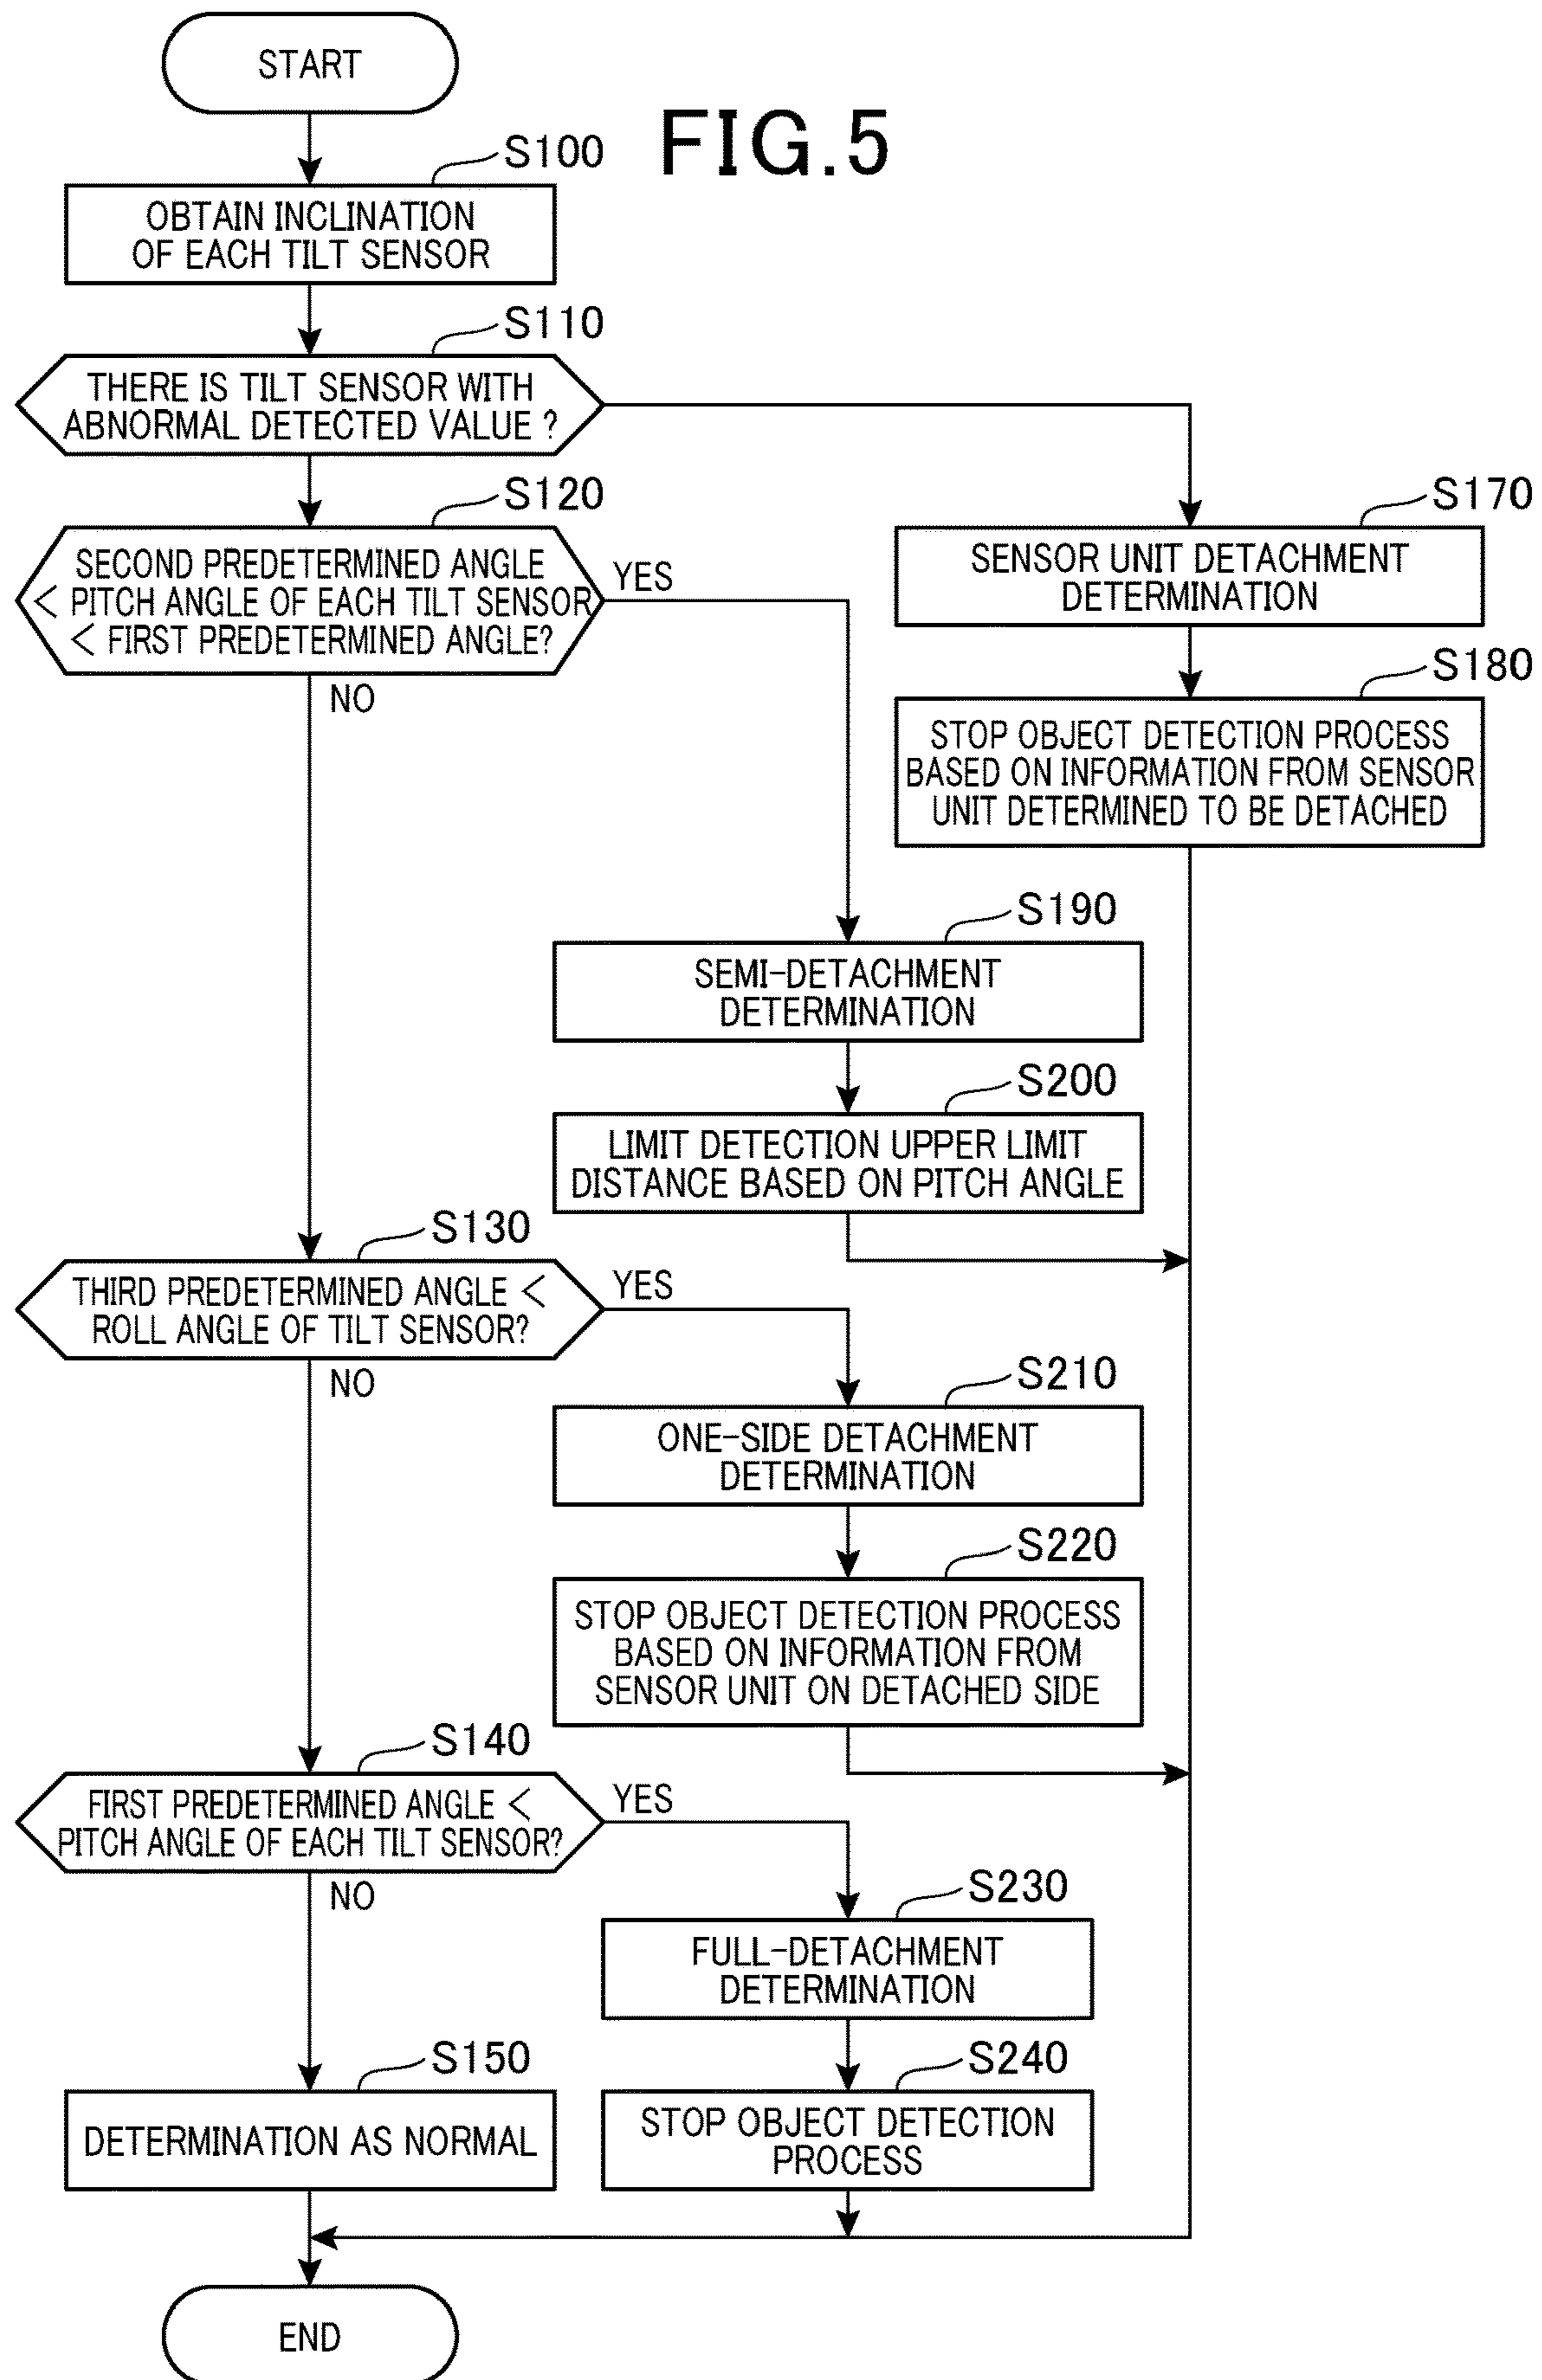 START
FIG.5
S100
OBTAIN INCLINATION
OF EACH TILT SENSOR
S110
THERE IS TILT SENSOR WITH
ABNORMAL DETECTED VALUE ?
S120
SECOND PREDETERMINED ANGLE
< PITCH ANGLE OF EACH TILT SENSOR
< FIRST PREDETERMINED ANGLE?
YES
NO
S170
SENSOR UNIT DETACHMENT
DETERMINATION
S180
STOP OBJECT DETECTION PROCESS
BASED ON INFORMATION FROM SENSOR
UNIT DETERMINED TO BE DETACHED
S190
SEMI-DETACHMENT
DETERMINATION
S200
LIMIT DETECTION UPPER LIMIT
DISTANCE BASED ON PITCH ANGLE
S130
THIRD PREDETERMINED ANGLE <
ROLL ANGLE OF TILT SENSOR?
YES
NO
S210
ONE-SIDE DETACHMENT
DETERMINATION
S220
STOP OBJECT DETECTION PROCESS
BASED ON INFORMATION FROM
SENSOR UNIT ON DETACHED SIDE
S140
FIRST PREDETERMINED ANGLE <
PITCH ANGLE OF EACH TILT SENSOR?
YES
NO
S230
FULL-DETACHMENT
DETERMINATION
S150
DETERMINATION AS NORMAL
S240
STOP OBJECT DETECTION
PROCESS
END